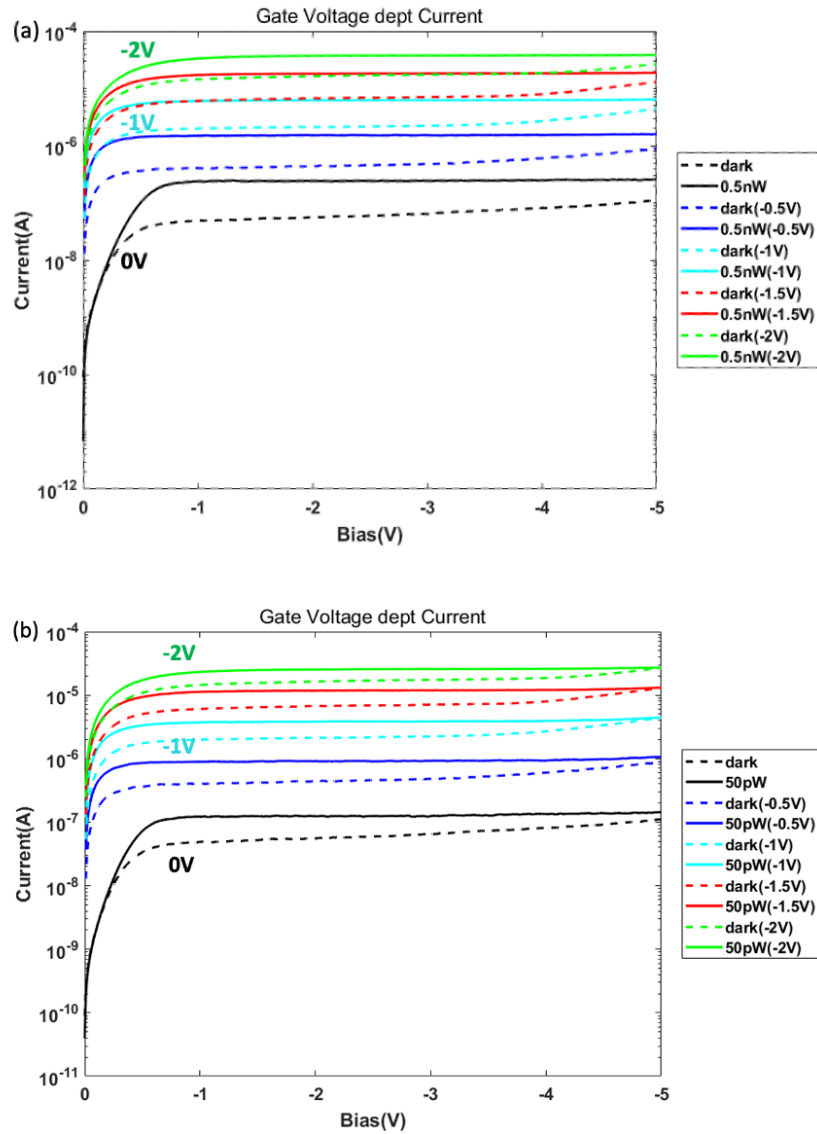 (a)
Gate Voltage dept Current
10^-4
10^-6
10^-8
10^-10
10^-12
Current(A)
-2V
-1V
0V
0 -1 -2 -3 -4 -5
Bias(V)
dark
0.5nW
dark(-0.5V)
0.5nW(-0.5V)
dark(-1V)
0.5nW(-1V)
dark(-1.5V)
0.5nW(-1.5V)
dark(-2V)
0.5nW(-2V)
(b)
Gate Voltage dept Current
10^-4
10^-5
10^-6
10^-7
10^-8
10^-9
10^-10
10^-11
Current(A)
-2V
-1V
0V
0 -1 -2 -3 -4 -5
Bias(V)
dark
50pW
dark(-0.5V)
50pW(-0.5V)
dark(-1V)
50pW(-1V)
dark(-1.5V)
50pW(-1.5V)
dark(-2V)
50pW(-2V)